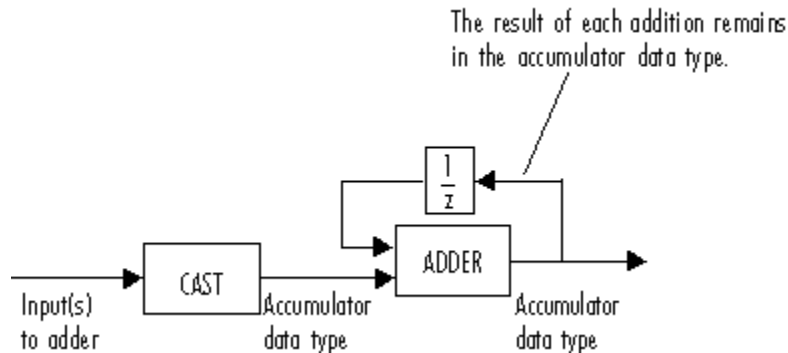 The result of each addition remains
in the accumulator data type.
1
z
CAST
ADDER
Input(s)
to adder
Accumulator
data type
Accumulator
data type